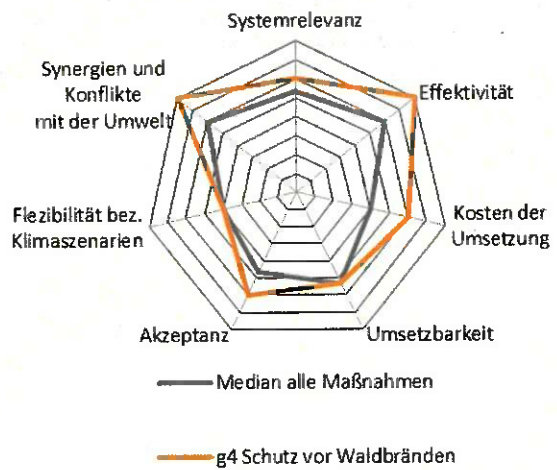 Systemrelevanz
Synergien und
Konflikte
mit der Umwelt
Effektivität
Flezibilität bez.
Klimaszenarien
Kosten der
Umsetzung
Akzeptanz
Umsetzbarkeit
Median alle Maßnahmen
g4 Schutz vor Waldbränden